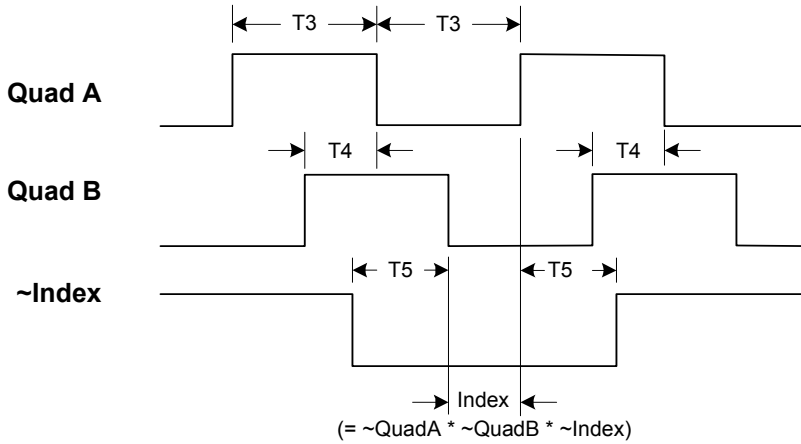 T3 T3
Quad A
T4 T4
Quad B
T5 T5
~Index
Index
(= ~QuadA * ~QuadB * ~Index)